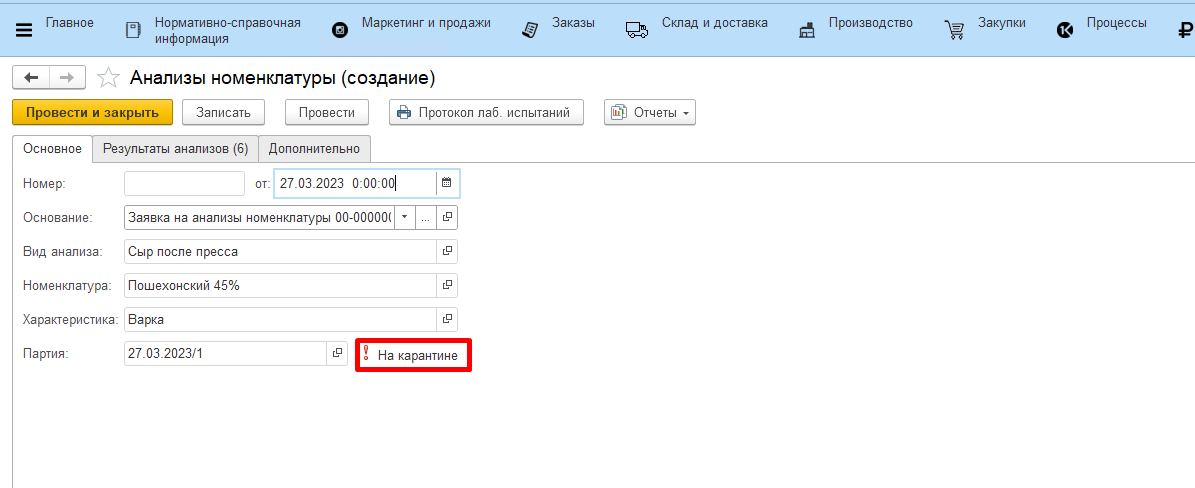 Главное
Нормативно-справочная
информация
Маркетинг и продажи
Заказы
Склад и доставка
Производство
Закупки
Процессы
Анализы номенклатуры (создание)
Провести и закрыть
Записать
Провести
Протокол лаб. испытаний
Отчеты
Основное
Результаты анализов (6)
Дополнительно
Номер:
от: 27.03.2023 0:00:00
Основание: Заявка на анализы номенклатуры 00-000000 ...
Вид анализа: Сыр после пресса
Номенклатура: Пошехонский 45%
Характеристика: Варка
Партия: 27.03.2023/1
На карантине